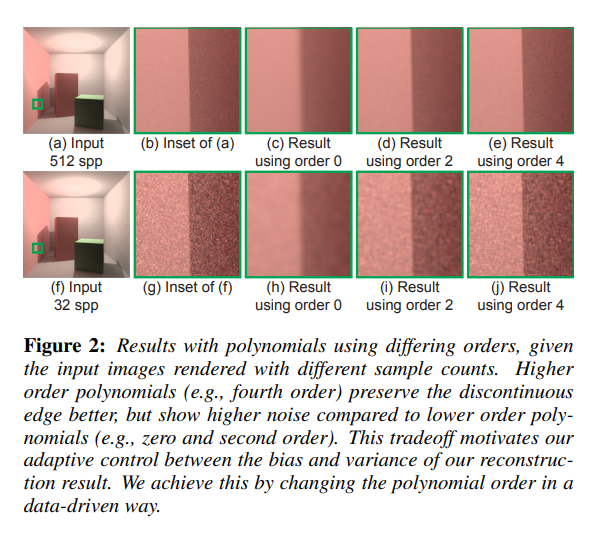 (a) Input
512 spp
(b) Inset of (a)
(c) Result
using order 0
(d) Result
using order 2
(e) Result
using order 4
(f) Input
32 spp
(g) Inset of (f)
(h) Result
using order 0
(i) Result
using order 2
(j) Result
using order 4
Figure 2: Results with polynomials using differing orders, given
the input images rendered with different sample counts. Higher
order polynomials (e.g., fourth order) preserve the discontinuous
edge better, but show higher noise compared to lower order poly-
nomials (e.g., zero and second order). This tradeoff motivates our
adaptive control between the bias and variance of our reconstruc-
tion result. We achieve this by changing the polynomial order in a
data-driven way.